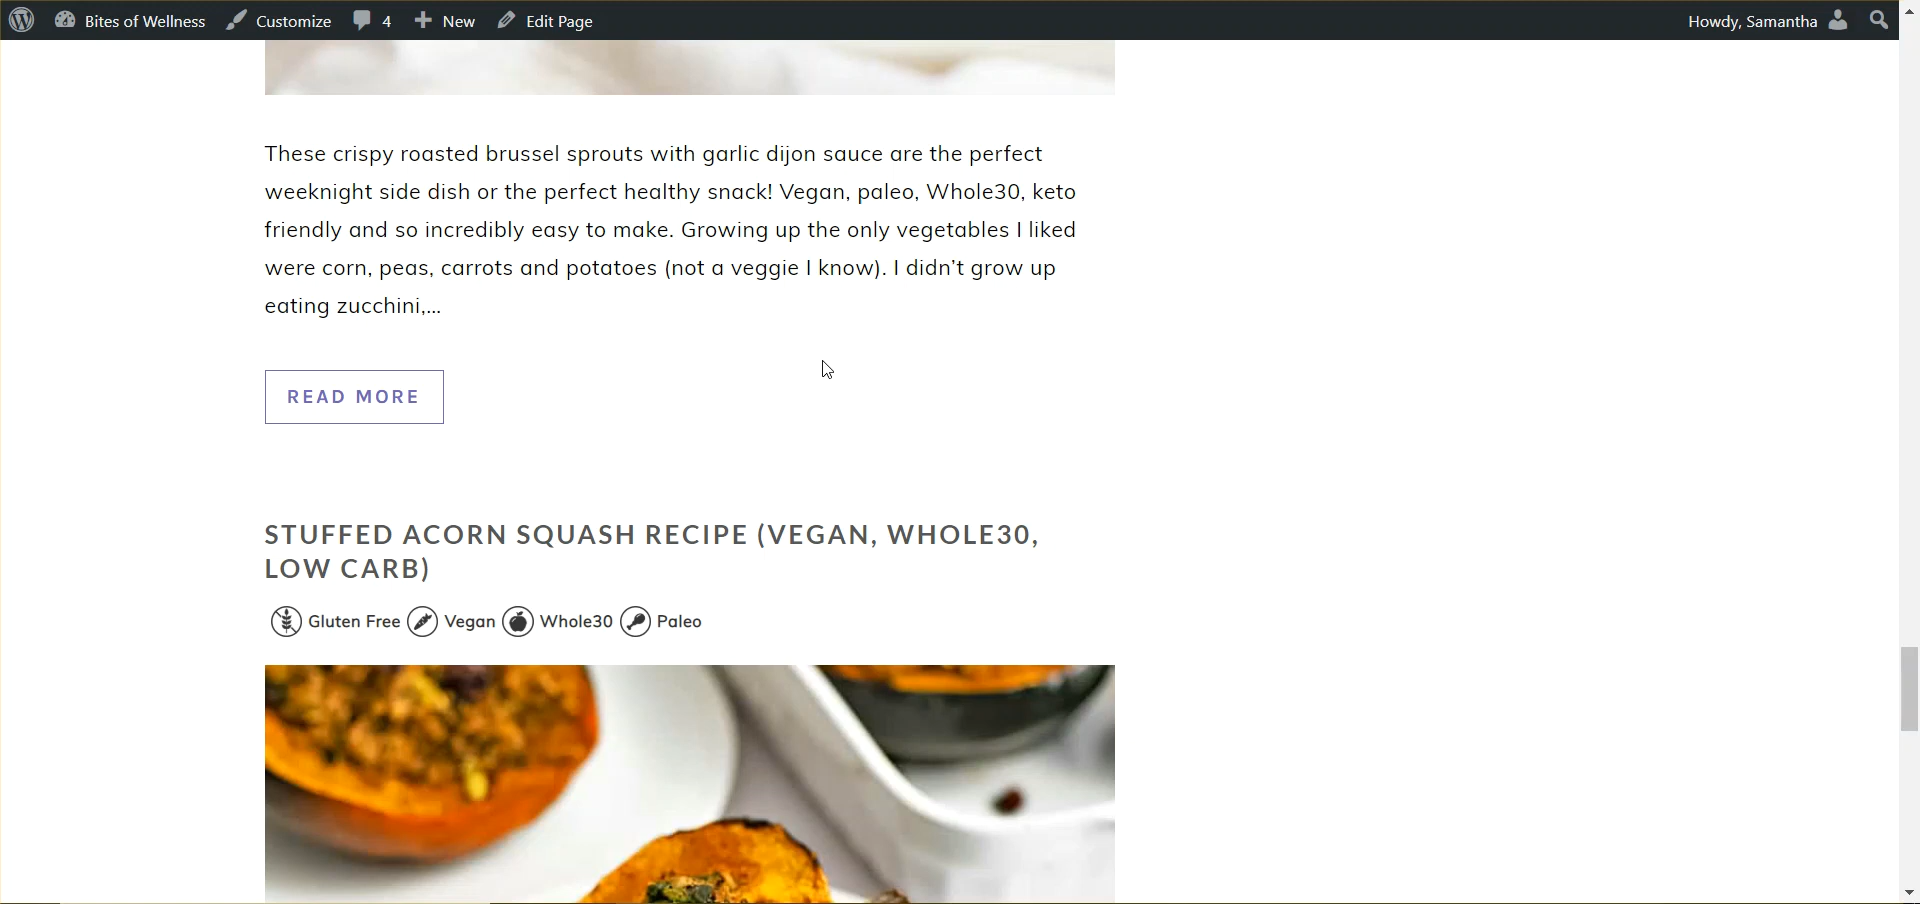 Bites of Wellness Customize 4 New Edit Page Howdy, Samantha
These crispy roasted brussel sprouts with garlic dijon sauce are the perfect
weeknight side dish or the perfect healthy snack! Vegan, paleo, Whole30, keto
friendly and so incredibly easy to make. Growing up the only vegetables I liked
were corn, peas, carrots and potatoes (not a veggie I know). I didn’t grow up
eating zucchini,...
READ MORE
STUFFED ACORN SQUASH RECIPE (VEGAN, WHOLE30,
LOW CARB)
Gluten Free Vegan Whole30 Paleo